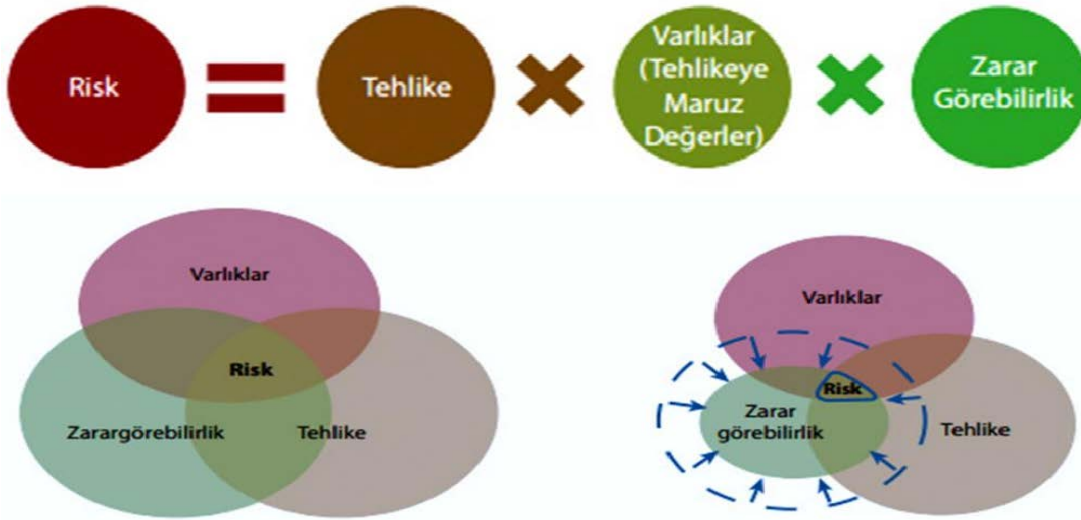 Risk
=
Tehlike
×
Varlıklar
(Tehlikeye
Maruz
Değerler)
×
Zarar
Görebilirlik
Varlıklar
Risk
Zarargörebilirlik
Tehlike
Varlıklar
Risk
Zarar
görebilirlik
Tehlike